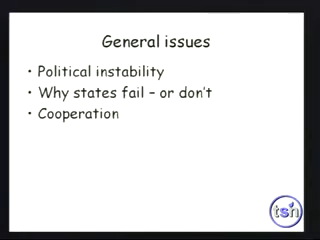 General issues
• Political instability
• Why states fail – or don't
• Cooperation
tsn